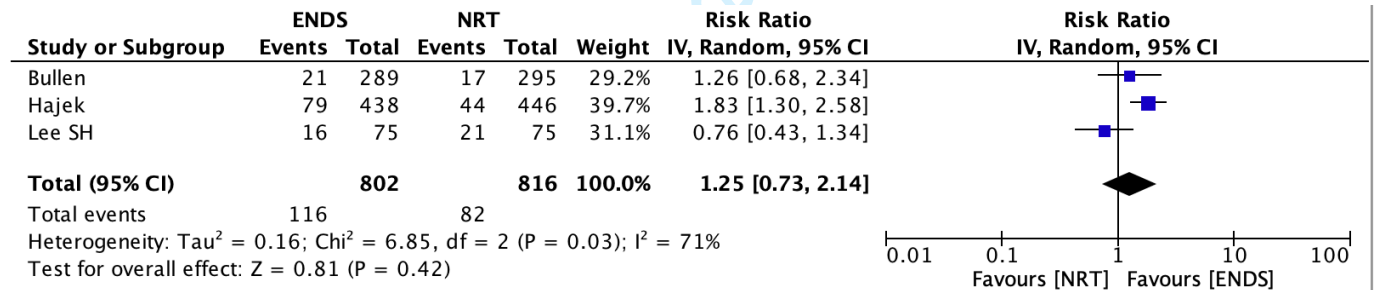 ENDS NRT Risk Ratio Risk Ratio
Study or Subgroup Events Total Events Total Weight IV, Random, 95% CI IV, Random, 95% CI
Bullen 21 289 17 295 29.2% 1.26 [0.68, 2.34]
Hajek 79 438 44 446 39.7% 1.83 [1.30, 2.58]
Lee SH 16 75 21 75 31.1% 0.76 [0.43, 1.34]
Total (95% CI) 802 816 100.0% 1.25 [0.73, 2.14]
Total events 116 82
Heterogeneity: Tau² = 0.16; Chi² = 6.85, df = 2 (P = 0.03); I² = 71%
Test for overall effect: Z = 0.81 (P = 0.42)
0.01 0.1 1 10 100
Favours [NRT] Favours [ENDS]